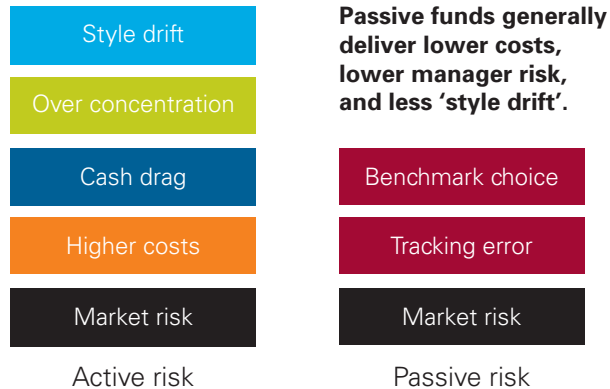 Style drift
Over concentration
Cash drag
Higher costs
Market risk
Active risk
Passive funds generally
deliver lower costs,
lower manager risk,
and less ‘style drift’.
Benchmark choice
Tracking error
Market risk
Passive risk